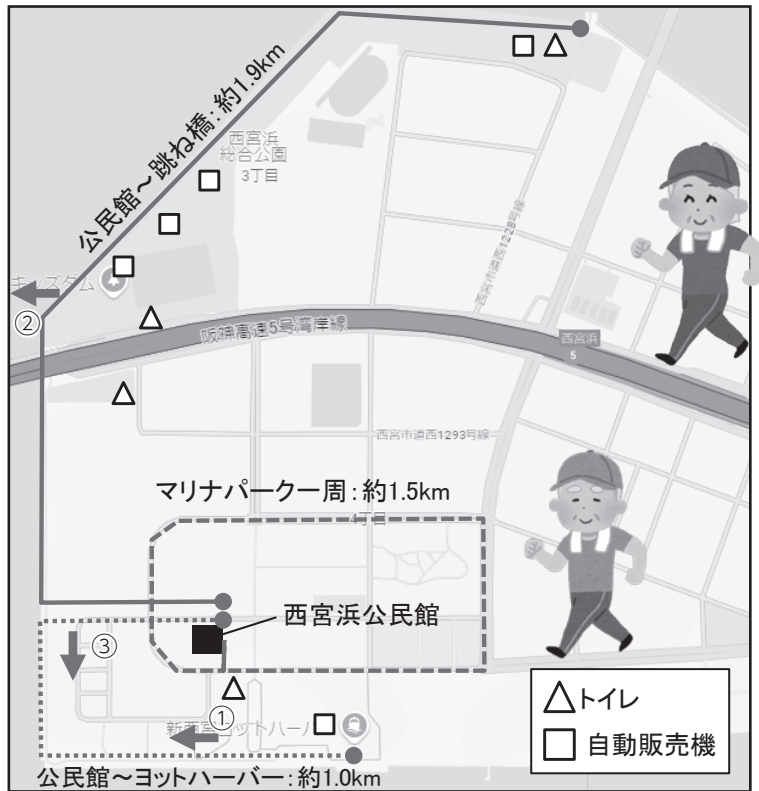 公民館～跳ね橋：約1.9km
西宮浜
総合公園
3丁目
西宮市道西1228号線
キッズダム
②
阪神高速5号湾岸線
西宮浜
5
西宮市道西1293号線
マリナパーク一周：約1.5km
4丁目
西宮浜公民館
③
①
新西宮ヨットハーバ
公民館～ヨットハーバー：約1.0km
トイレ
自動販売機